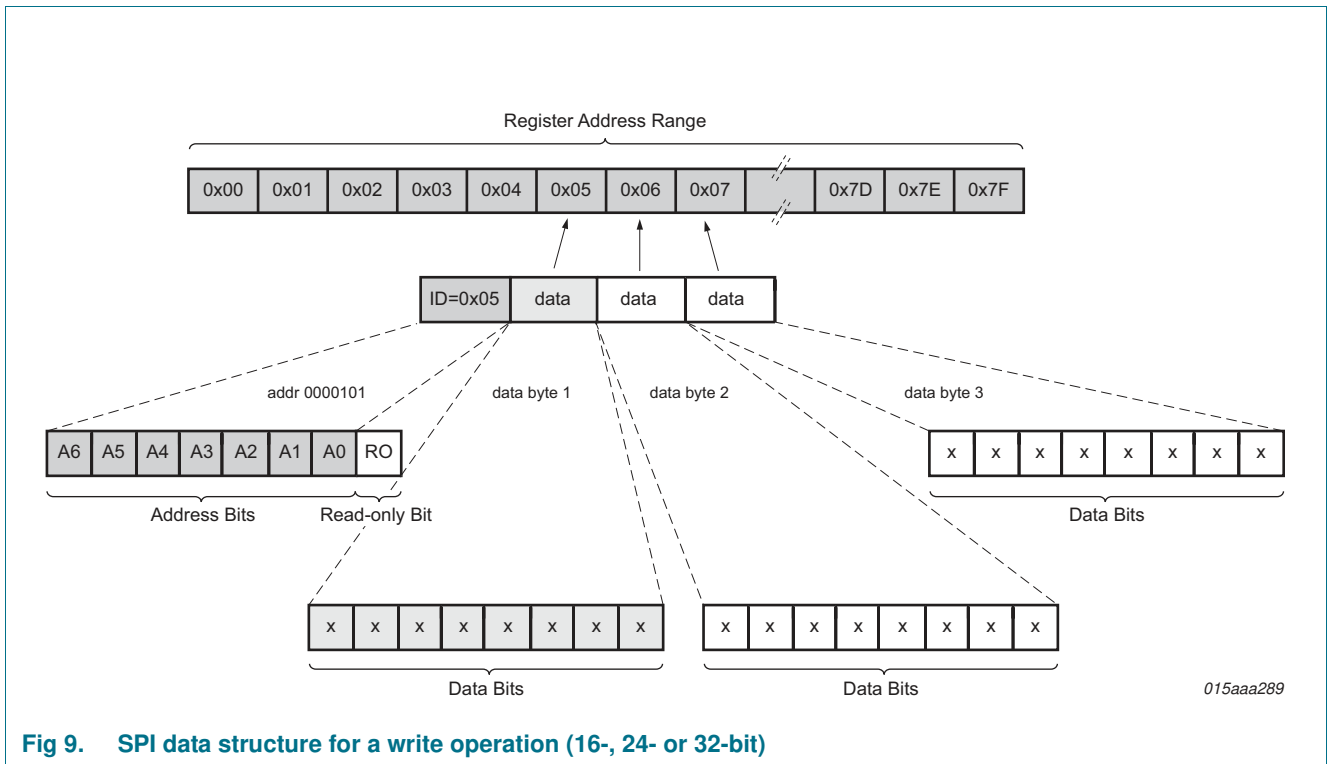 Register Address Range
0x00 0x01 0x02 0x03 0x04 0x05 0x06 0x07 0x7D 0x7E 0x7F
ID=0x05 data data data
addr 0000101 data byte 1 data byte 2 data byte 3
A6 A5 A4 A3 A2 A1 A0 RO x x x x x x x x
Address Bits Read-only Bit Data Bits
x x x x x x x x x x x x x x x x
Data Bits Data Bits 015aaa289
Fig 9. SPI data structure for a write operation (16-, 24- or 32-bit)